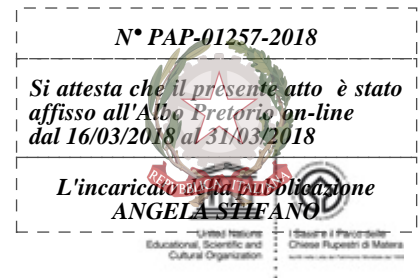 N° PAP-01257-2018
Si attesta che il presente atto è stato
affisso all'Albo Pretorio on-line
dal 16/03/2018 al 31/03/2018
L'incaricato della pubblicazione
ANGELA STIFANO
REPVBBLICA ITALIANA
United Nations
Educational, Scientific and
Cultural Organization
I Sassi e il Parco delle
Chiese Rupestri di Matera